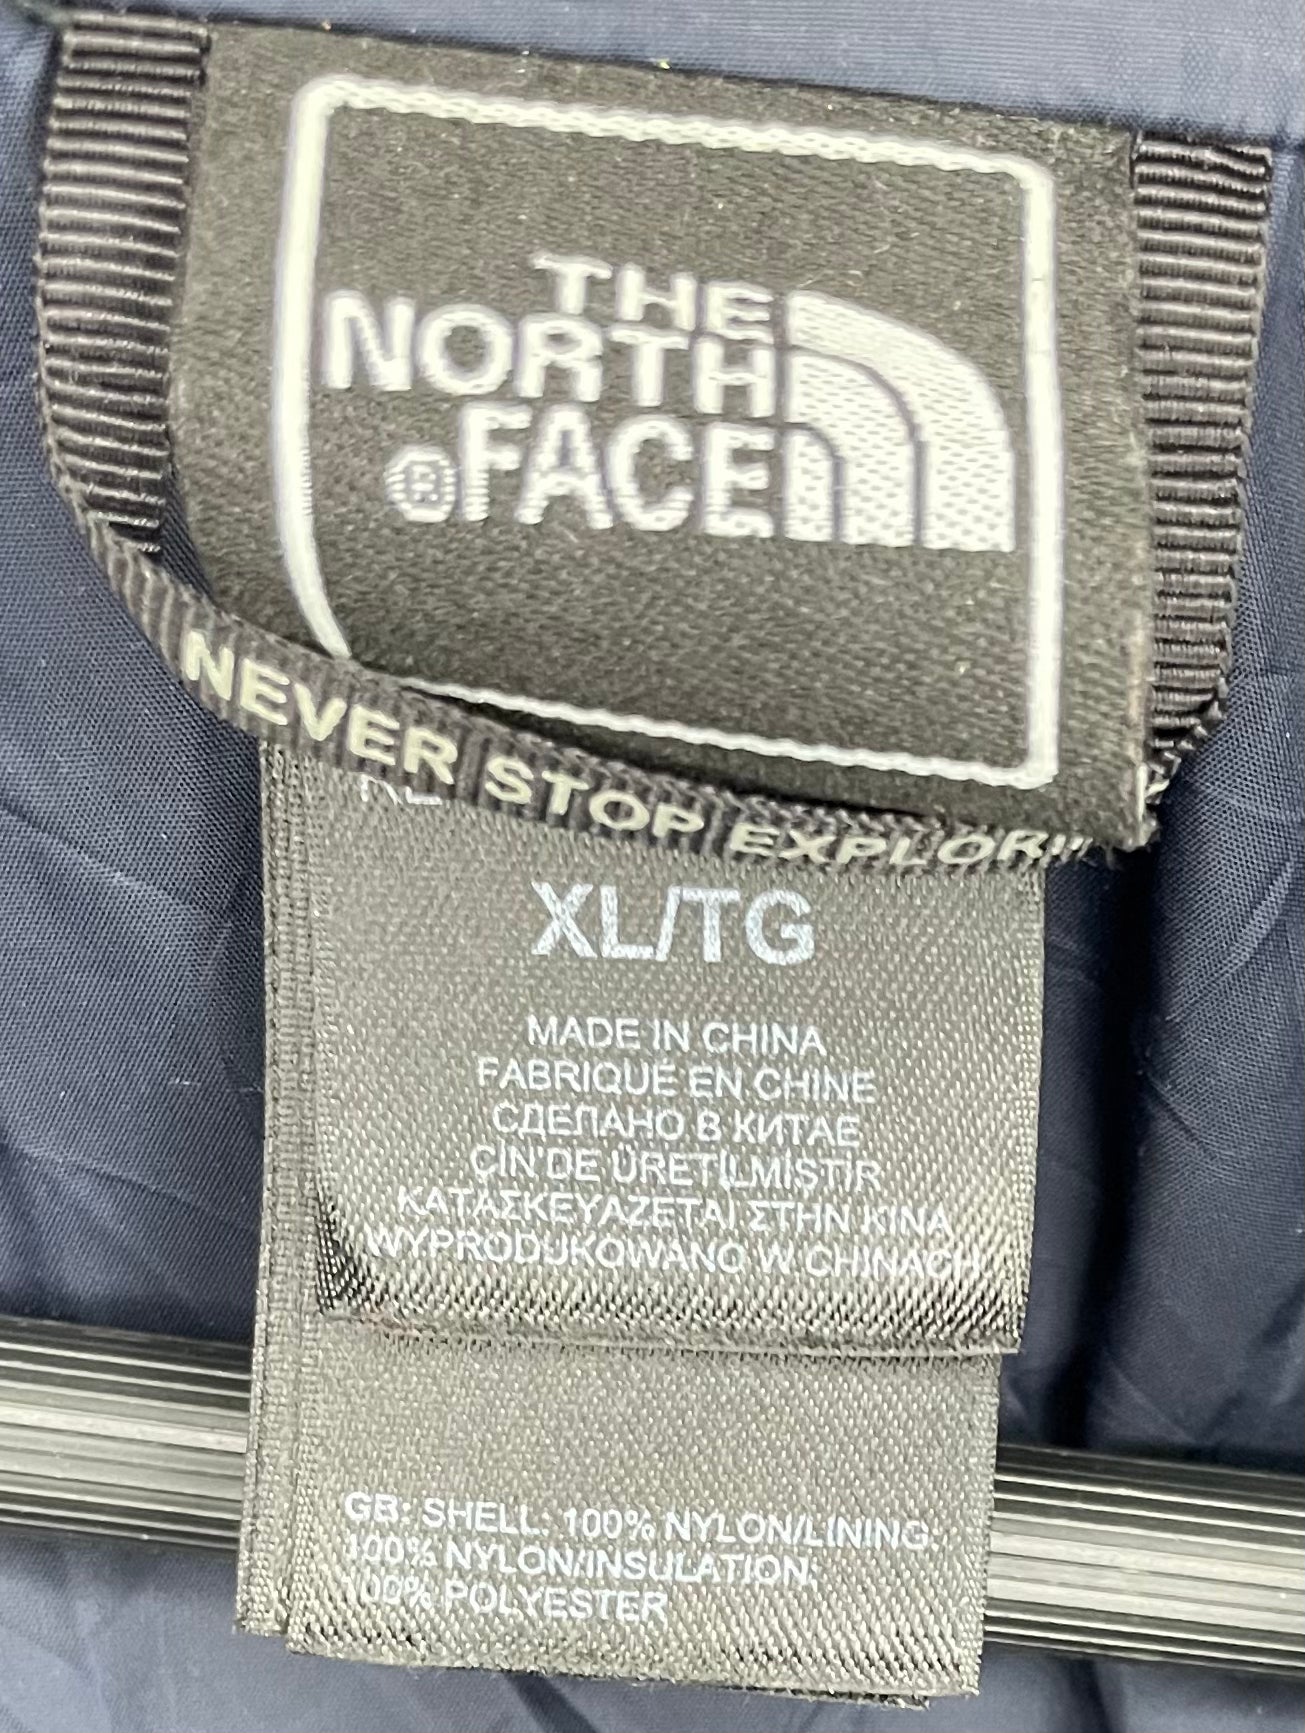 THE
NORTH
®FACE
NEVER STOP EXPLOR
XL/TG
MADE IN CHINA
FABRIQUÉ EN CHINE
СДЕЛАНО В КИТАЕ
ÇİN'DE ÜRETİLMİŞTİR
ΚΑΤΑΣΚΕΥΑΖΕΤΑΙ ΣΤΗΝ ΚΙΝΑ
WYPRODUKOWANO W CHINACH
GB: SHELL: 100% NYLON/LINING:
100% NYLON/INSULATION:
100% POLYESTER